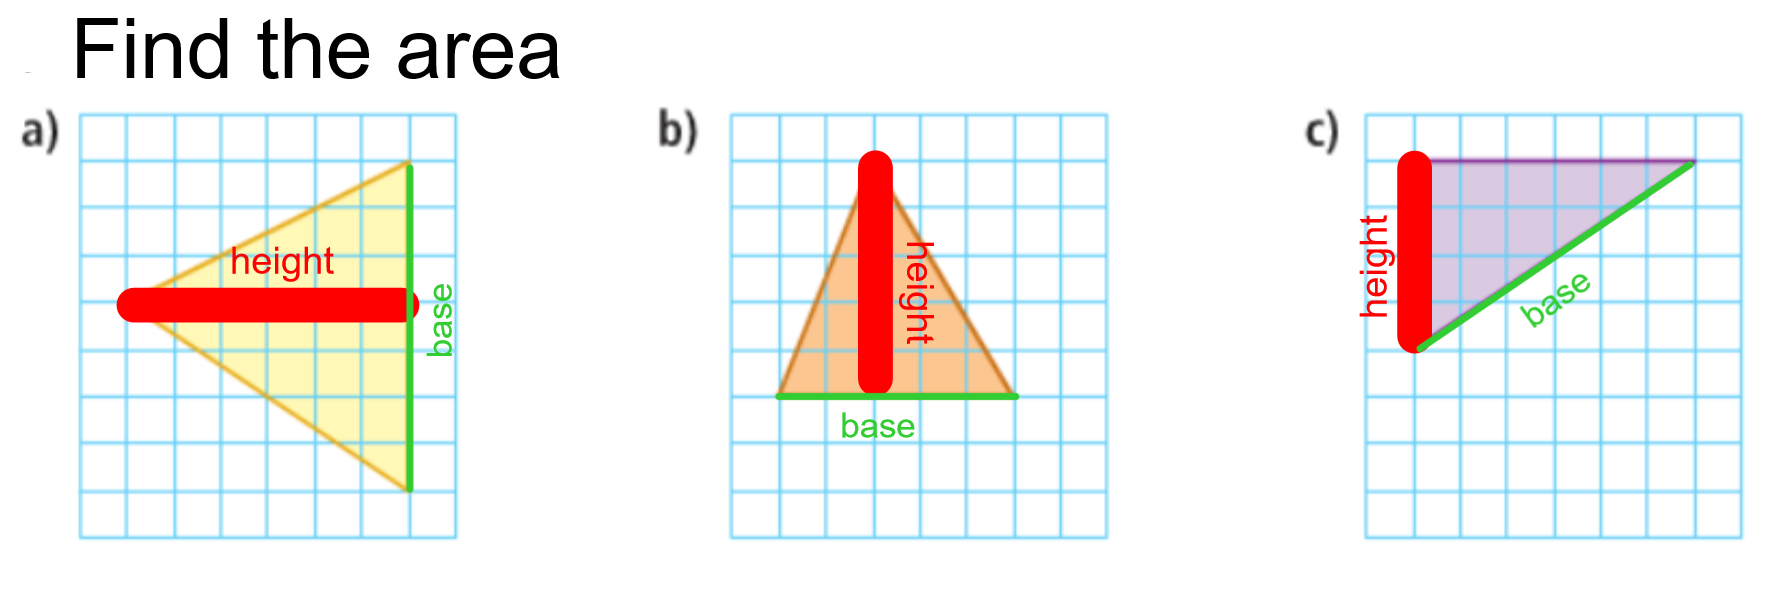 Find the area
a)
height
base
b)
height
base
c)
height
base